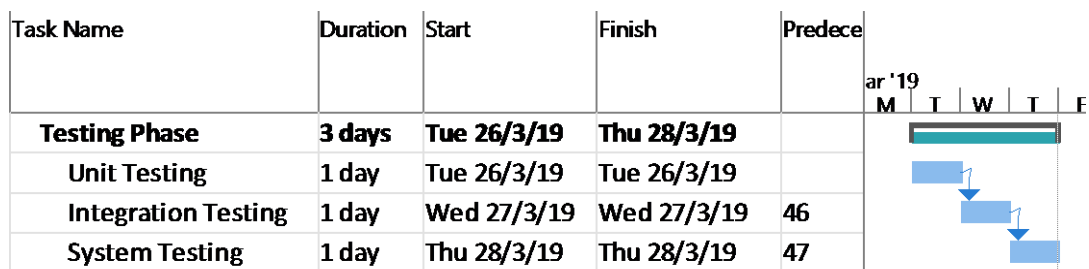 Task Name Duration Start Finish Predece
ar '19
M T W T F
Testing Phase 3 days Tue 26/3/19 Thu 28/3/19
Unit Testing 1 day Tue 26/3/19 Tue 26/3/19
Integration Testing 1 day Wed 27/3/19 Wed 27/3/19 46
System Testing 1 day Thu 28/3/19 Thu 28/3/19 47